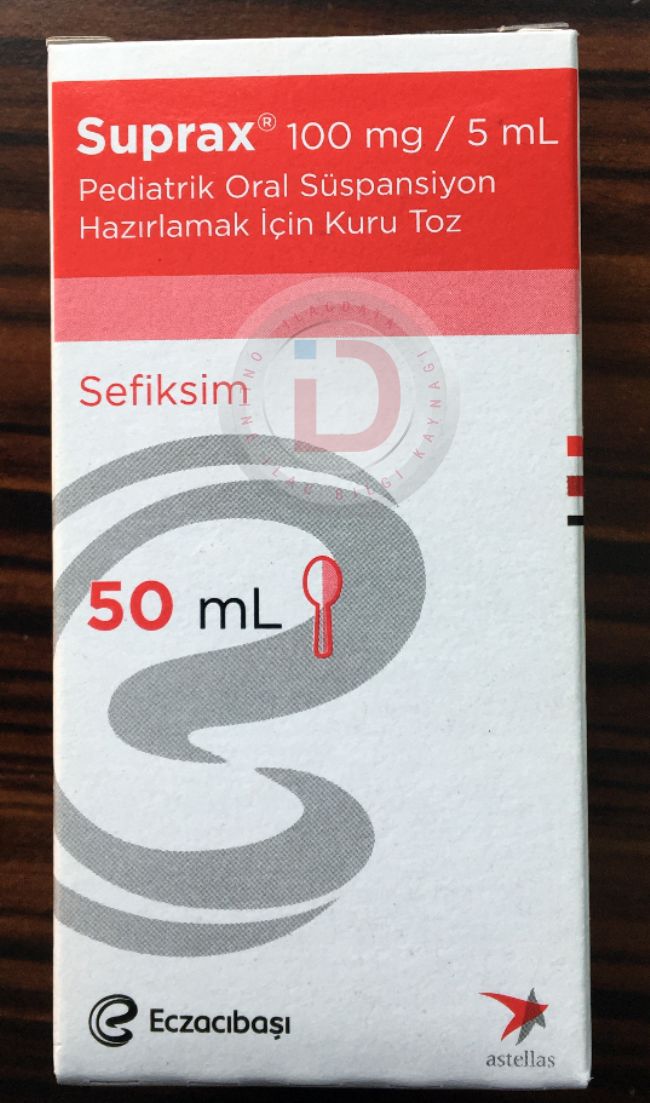 Suprax® 100 mg / 5 mL
Pediatrik Oral Süspansiyon
Hazırlamak İçin Kuru Toz
Sefiksim
50 mL
Eczacıbaşı
astellas